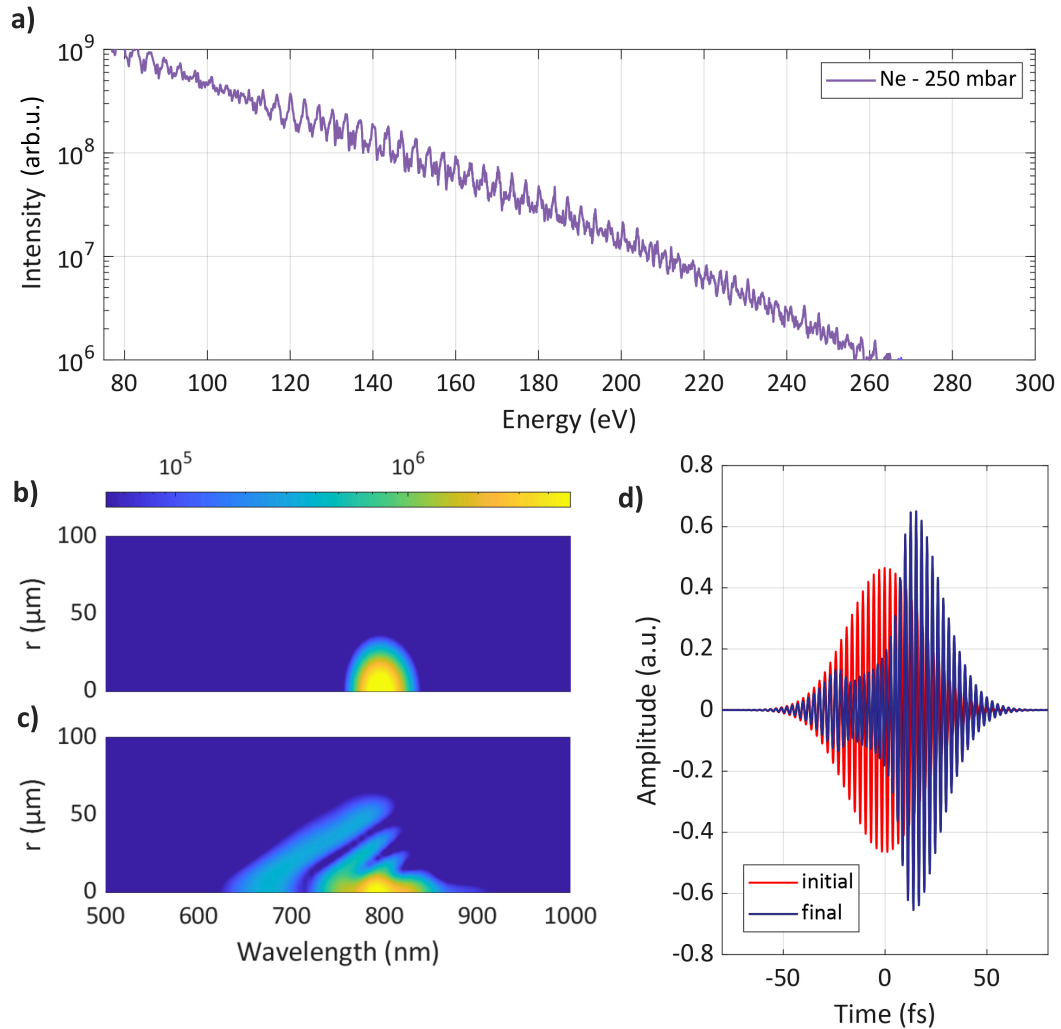 a)
10^9
10^8
10^7
10^6
Intensity (arb.u.)
Ne - 250 mbar
80 100 120 140 160 180 200 220 240 260 280 300
Energy (eV)
b)
10^5 10^6
100
50
0
r (μm)
c)
100
50
0
r (μm)
500 600 700 800 900 1000
Wavelength (nm)
d)
0.8
0.6
0.4
0.2
0
-0.2
-0.4
-0.6
-0.8
Amplitude (a.u.)
initial
final
-50 0 50
Time (fs)